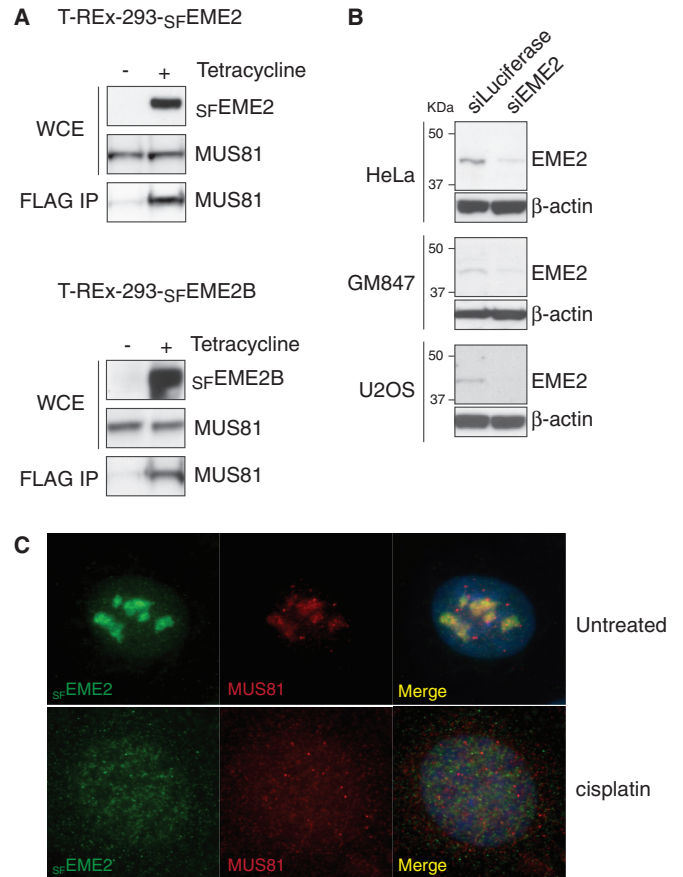 A T-REx-293-SFEME2
- + Tetracycline
WCE
SFEME2
MUS81
FLAG IP MUS81
T-REx-293-SFEME2B
- + Tetracycline
WCE
SFEME2B
MUS81
FLAG IP MUS81
B
siLuciferase
siEME2
KDa
HeLa
50
37
EME2
β-actin
GM847
50
37
EME2
β-actin
U2OS
50
37
EME2
β-actin
C
SFEME2 MUS81 Merge
Untreated
SFEME2 MUS81 Merge
cisplatin